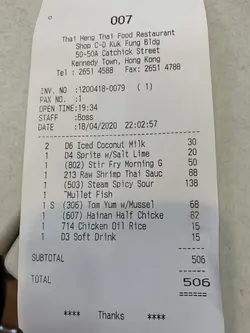 007
Thai Heng Thai Food Restaurant
Shop C-D Kuk Fung Bldg
50-50A Catchick Street
Kennedy Town, Hong Kong
Tel : 2651 4588 Fax : 2651 4788
INV. NO :1200418-0079 (1)
PAX NO. :1
OPEN TIME:19:34
STAFF :Boss
DATE :18/04/2020 22:02:57
2 D6 Iced Coconut Milk 30
1 D4 Sprite w/Salt Lime 20
1 (802) Stir Fry Morning G 50
1 213 Raw Shrimp Thai Sauc 88
1 (503) Steam Spicy Sour 138
1 ~Mullet Fish
1 S (306) Tom Yum w/Mussel 68
1 (607) Hainan Half Chicke 82
1 714 Chicken Oil Rice 15
1 D3 Soft Drink 15
SUBTOTAL 506
TOTAL 506
**** Thanks ****